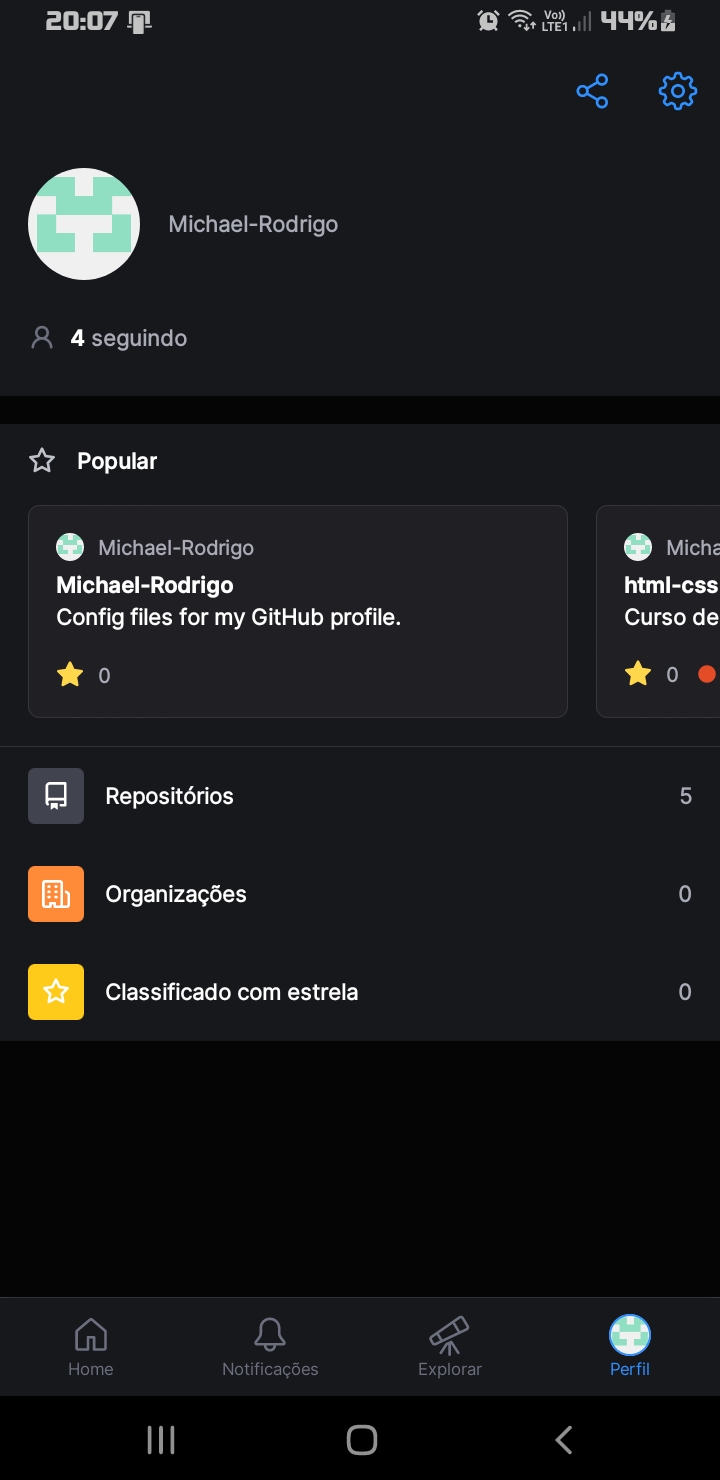 20:07
Vo)) LTE1 44%
Michael-Rodrigo
4 seguindo
Popular
Michael-Rodrigo
Michael-Rodrigo
Config files for my GitHub profile.
0
Micha
html-css
Curso de
0
Repositórios 5
Organizações 0
Classificado com estrela 0
Home Notificações Explorar Perfil